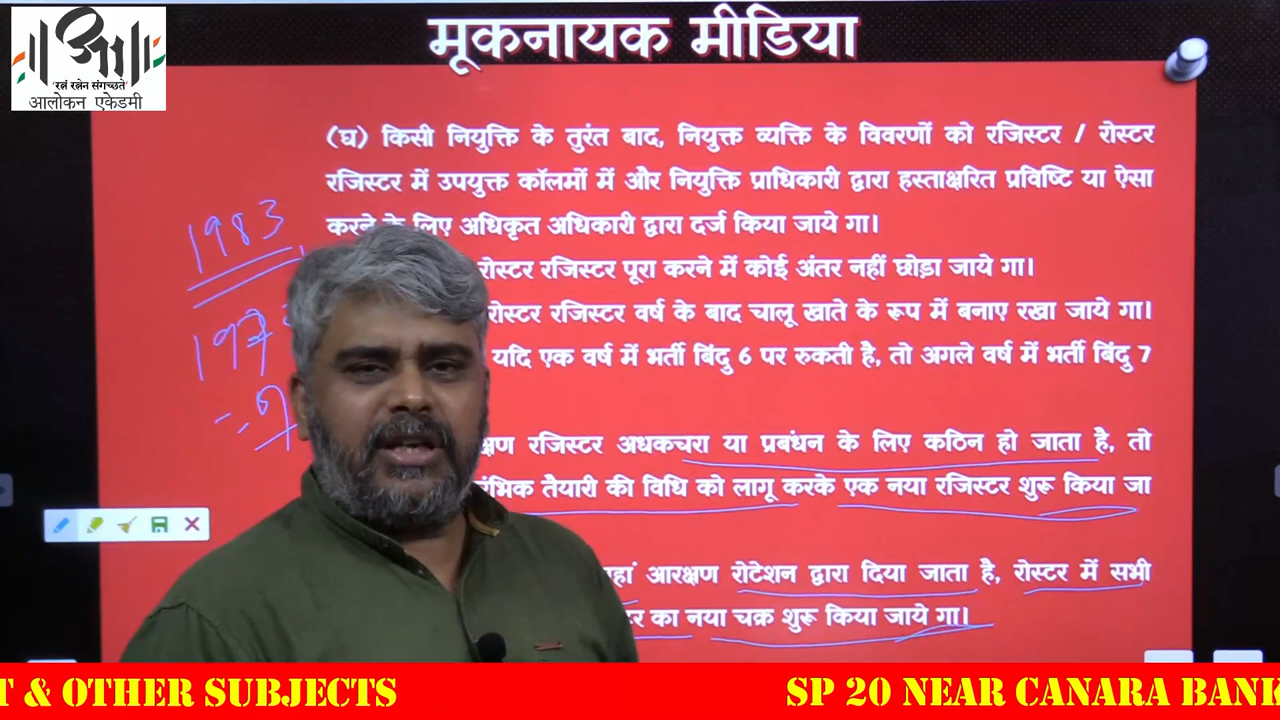 मूकनायक मीडिया
'रत्नं रत्नेन संगच्छते'
आलोकन एकेडमी
(घ) किसी नियुक्ति के तुरंत बाद, नियुक्त व्यक्ति के विवरणों को रजिस्टर / रोस्टर
रजिस्टर में उपयुक्त कॉलमों में और नियुक्ति प्राधिकारी द्वारा हस्ताक्षरित प्रविष्टि या ऐसा
करने के लिए अधिकृत अधिकारी द्वारा दर्ज किया जाये गा।
रोस्टर रजिस्टर पूरा करने में कोई अंतर नहीं छोड़ा जाये गा।
रोस्टर रजिस्टर वर्ष के बाद चालू खाते के रूप में बनाए रखा जाये गा।
यदि एक वर्ष में भर्ती बिंदु 6 पर रुकती है, तो अगले वर्ष में भर्ती बिंदु 7
रजिस्टर अधकचरा या प्रबंधन के लिए कठिन हो जाता है, तो
तैयारी की विधि को लागू करके एक नया रजिस्टर शुरू किया जा
आरक्षण रोटेशन द्वारा दिया जाता है, रोस्टर में सभी
का नया चक्र शुरू किया जाये गा।
1983
T & OTHER SUBJECTS
SP 20 NEAR CANARA BANK